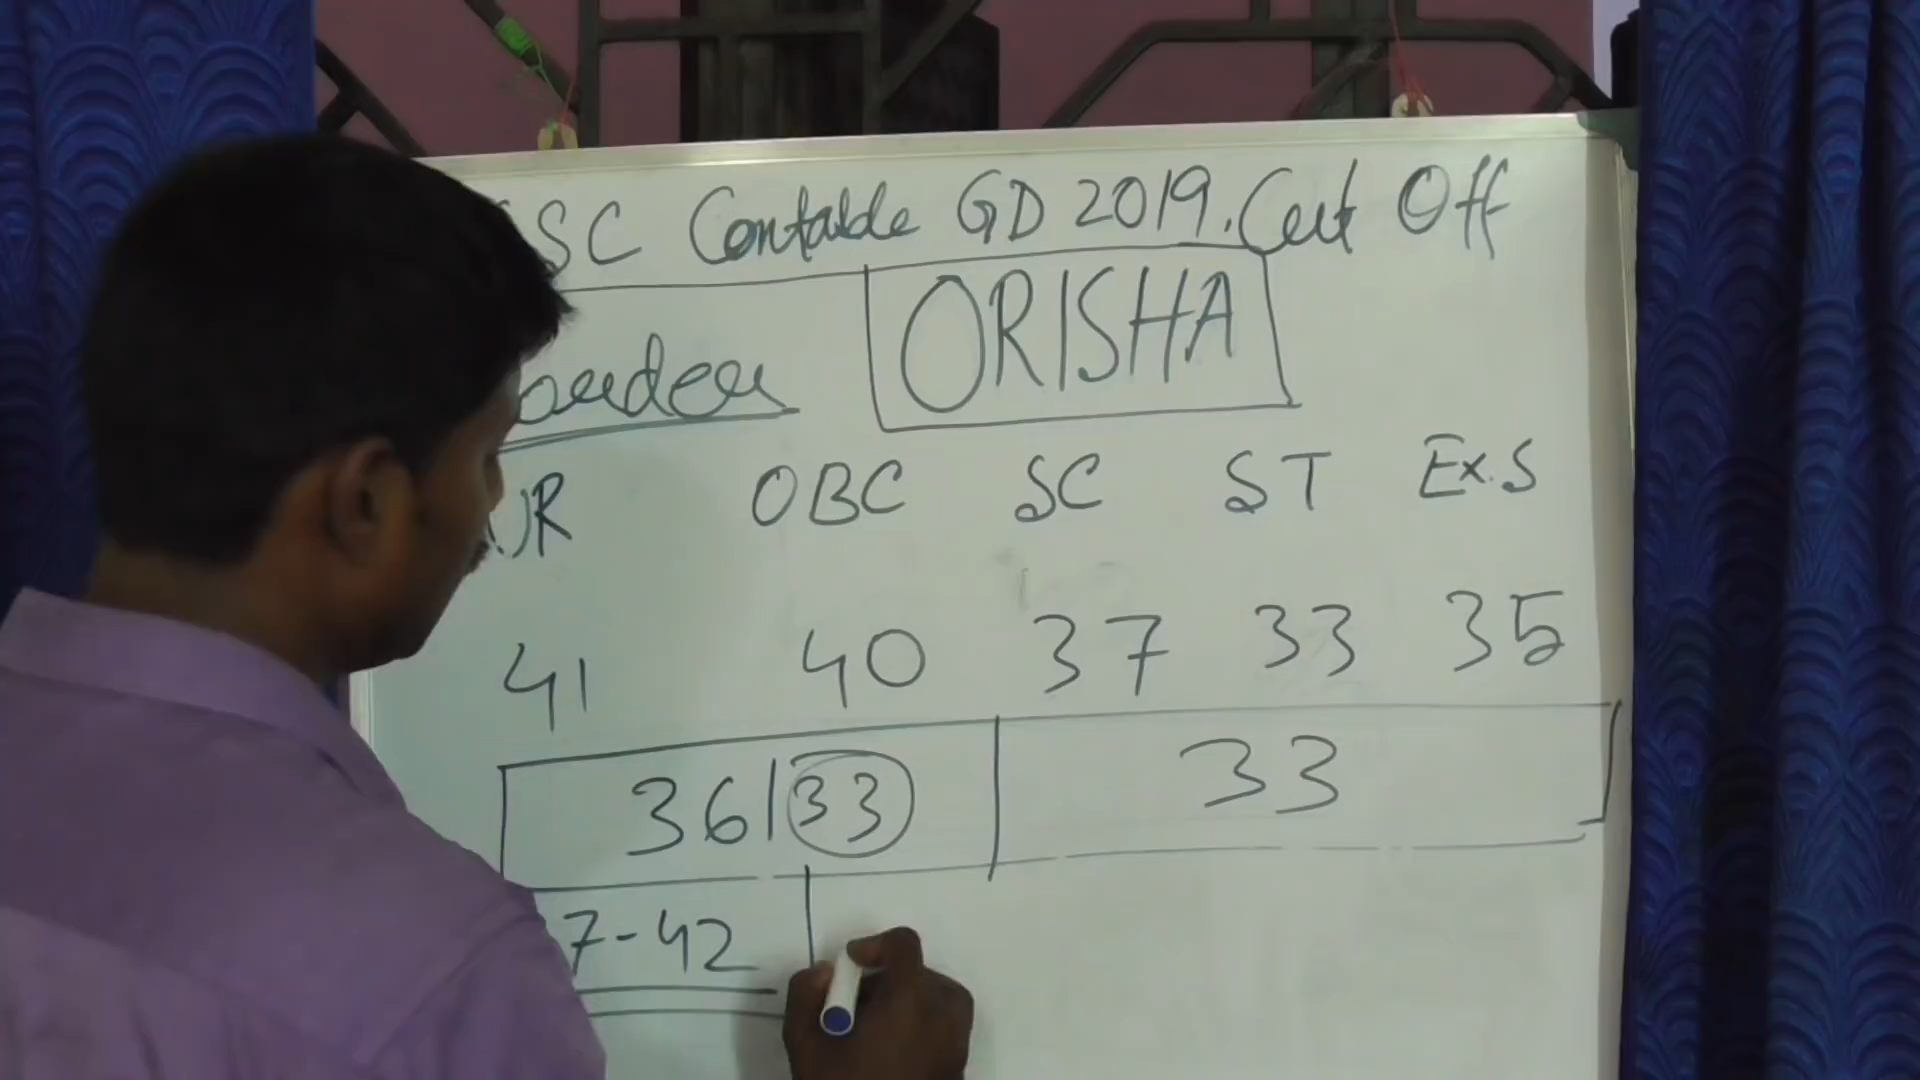 SC Contable GD 2019. Cut Off
ORISHA
UR OBC SC ST Ex.S
41 40 37 33 35
36 | 33 33
7-42